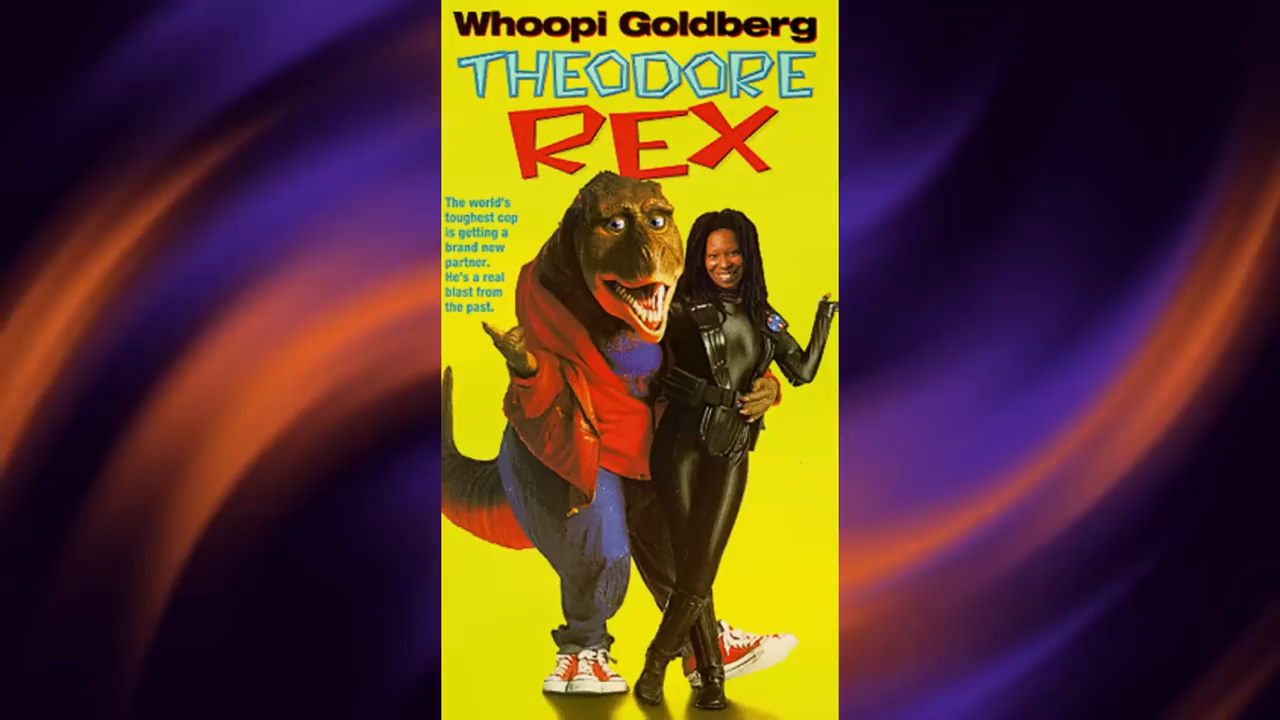 Whoopi Goldberg
THEODORE
REX
The world's
toughest cop
is getting a
brand new
partner.
He's a real
blast from
the past.